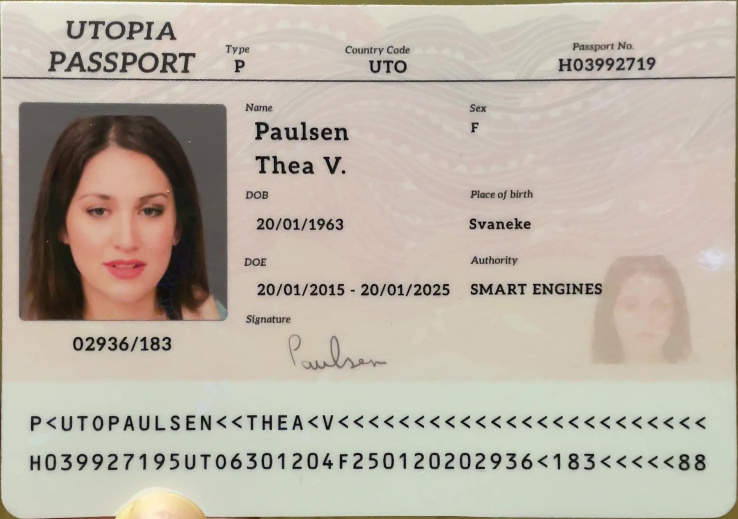 UTOPIA
PASSPORT
Type
P
Country Code
UTO
Passport No.
H03992719
Name
Paulsen
Thea V.
Sex
F
DOB
20/01/1963
Place of birth
Svaneke
DOE
20/01/2015 - 20/01/2025
Authority
SMART ENGINES
Signature
Paulsen
02936/183
P<UTOPAULSEN<<THEA<V<<<<<<<<<<<<<<<<<<<<<<<<
H039927195UTO6301204F250120202936<183<<<<<88